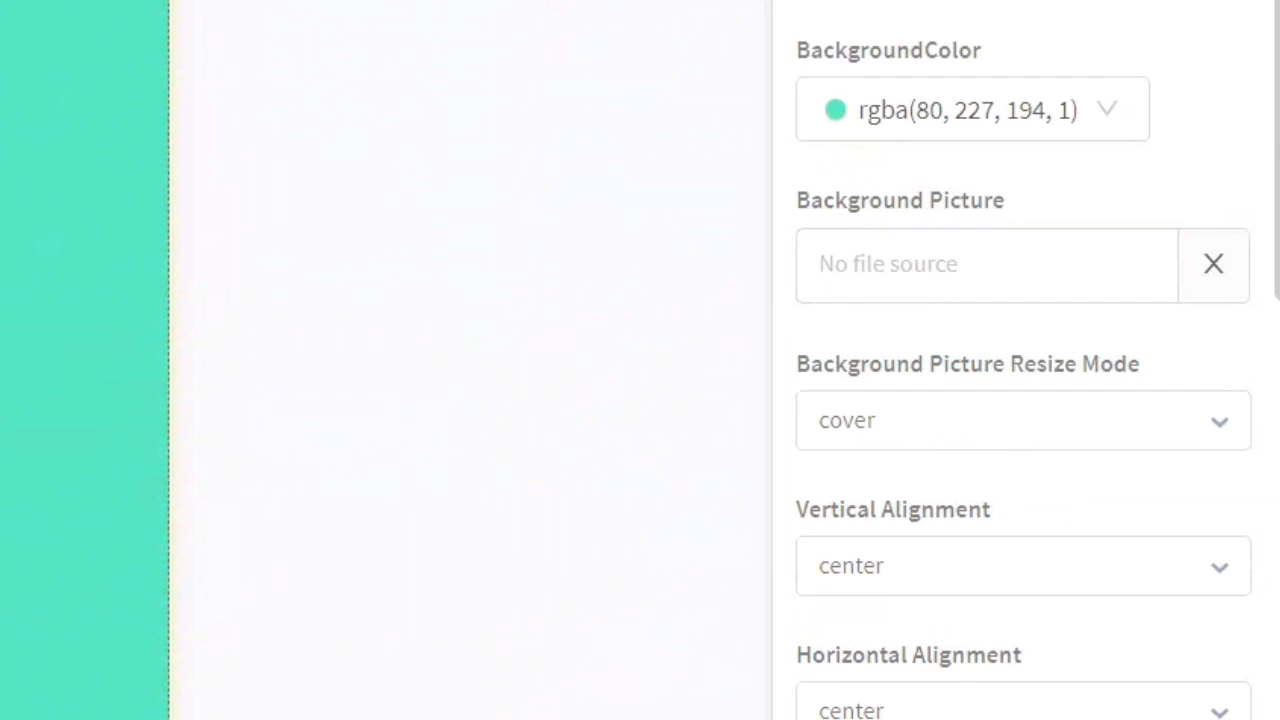 BackgroundColor
rgba(80, 227, 194, 1)
Background Picture
No file source
Background Picture Resize Mode
cover
Vertical Alignment
center
Horizontal Alignment
center